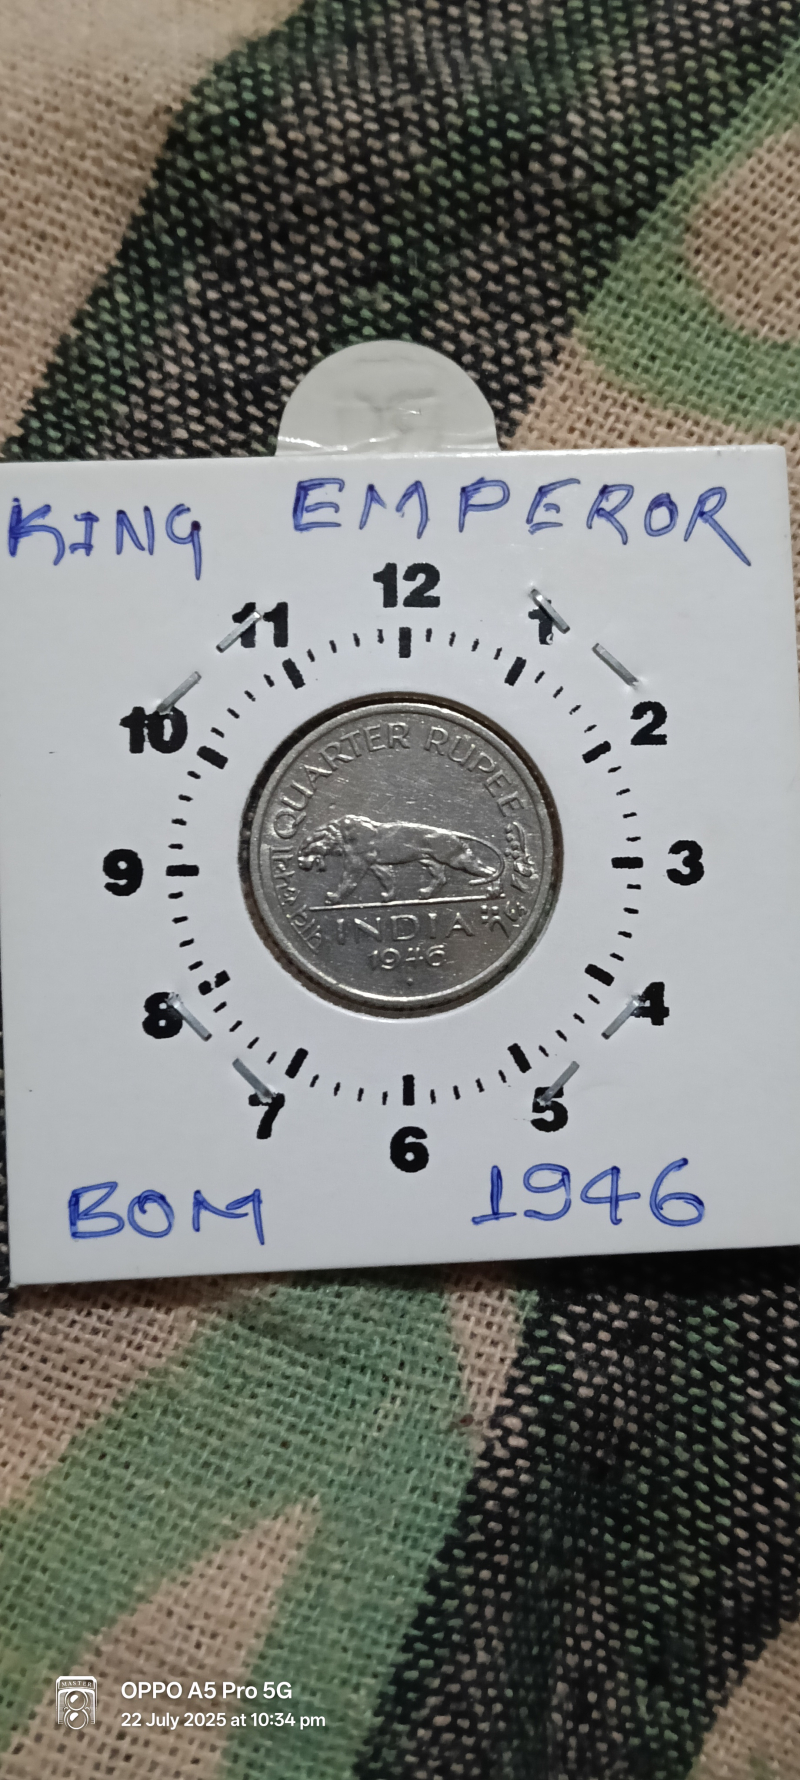 KING EMPEROR
12
11 1
10 2
9 3
8 4
7 5
6
QUARTER RUPEE
INDIA
1946
BOM 1946
OPPO A5 Pro 5G
22 July 2025 at 10:34 pm